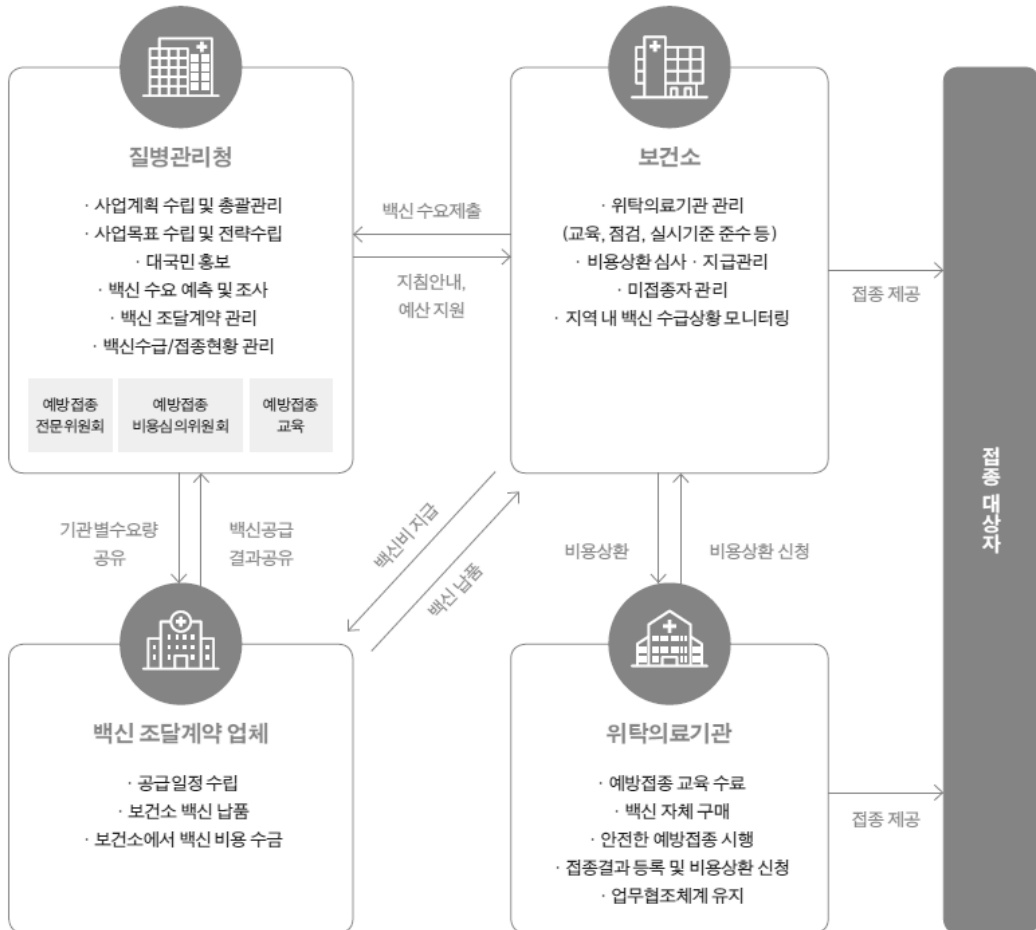 질병관리청
· 사업계획 수립 및 총괄관리
· 사업목표 수립 및 전략수립
· 대국민 홍보
· 백신 수요 예측 및 조사
· 백신 조달계약 관리
· 백신수급/접종현황 관리
예방접종
전문위원회
예방접종
비용심의위원회
예방접종
교육
백신 수요제출
지침안내,
예산 지원
보건소
· 위탁의료기관 관리
(교육, 점검, 실시기준 준수 등)
· 비용상환 심사 · 지급관리
· 미접종자 관리
· 지역 내 백신 수급상황 모니터링
접종 제공
접종 대상자
기관별수요량
공유
백신공급
결과공유
백신비 지급
백신 납품
비용상환
비용상환 신청
백신 조달계약 업체
· 공급일정 수립
· 보건소 백신 납품
· 보건소에서 백신 비용 수금
위탁의료기관
· 예방접종 교육 수료
· 백신 자체 구매
· 안전한 예방접종 시행
· 접종결과 등록 및 비용상환 신청
· 업무협조체계 유지
접종 제공